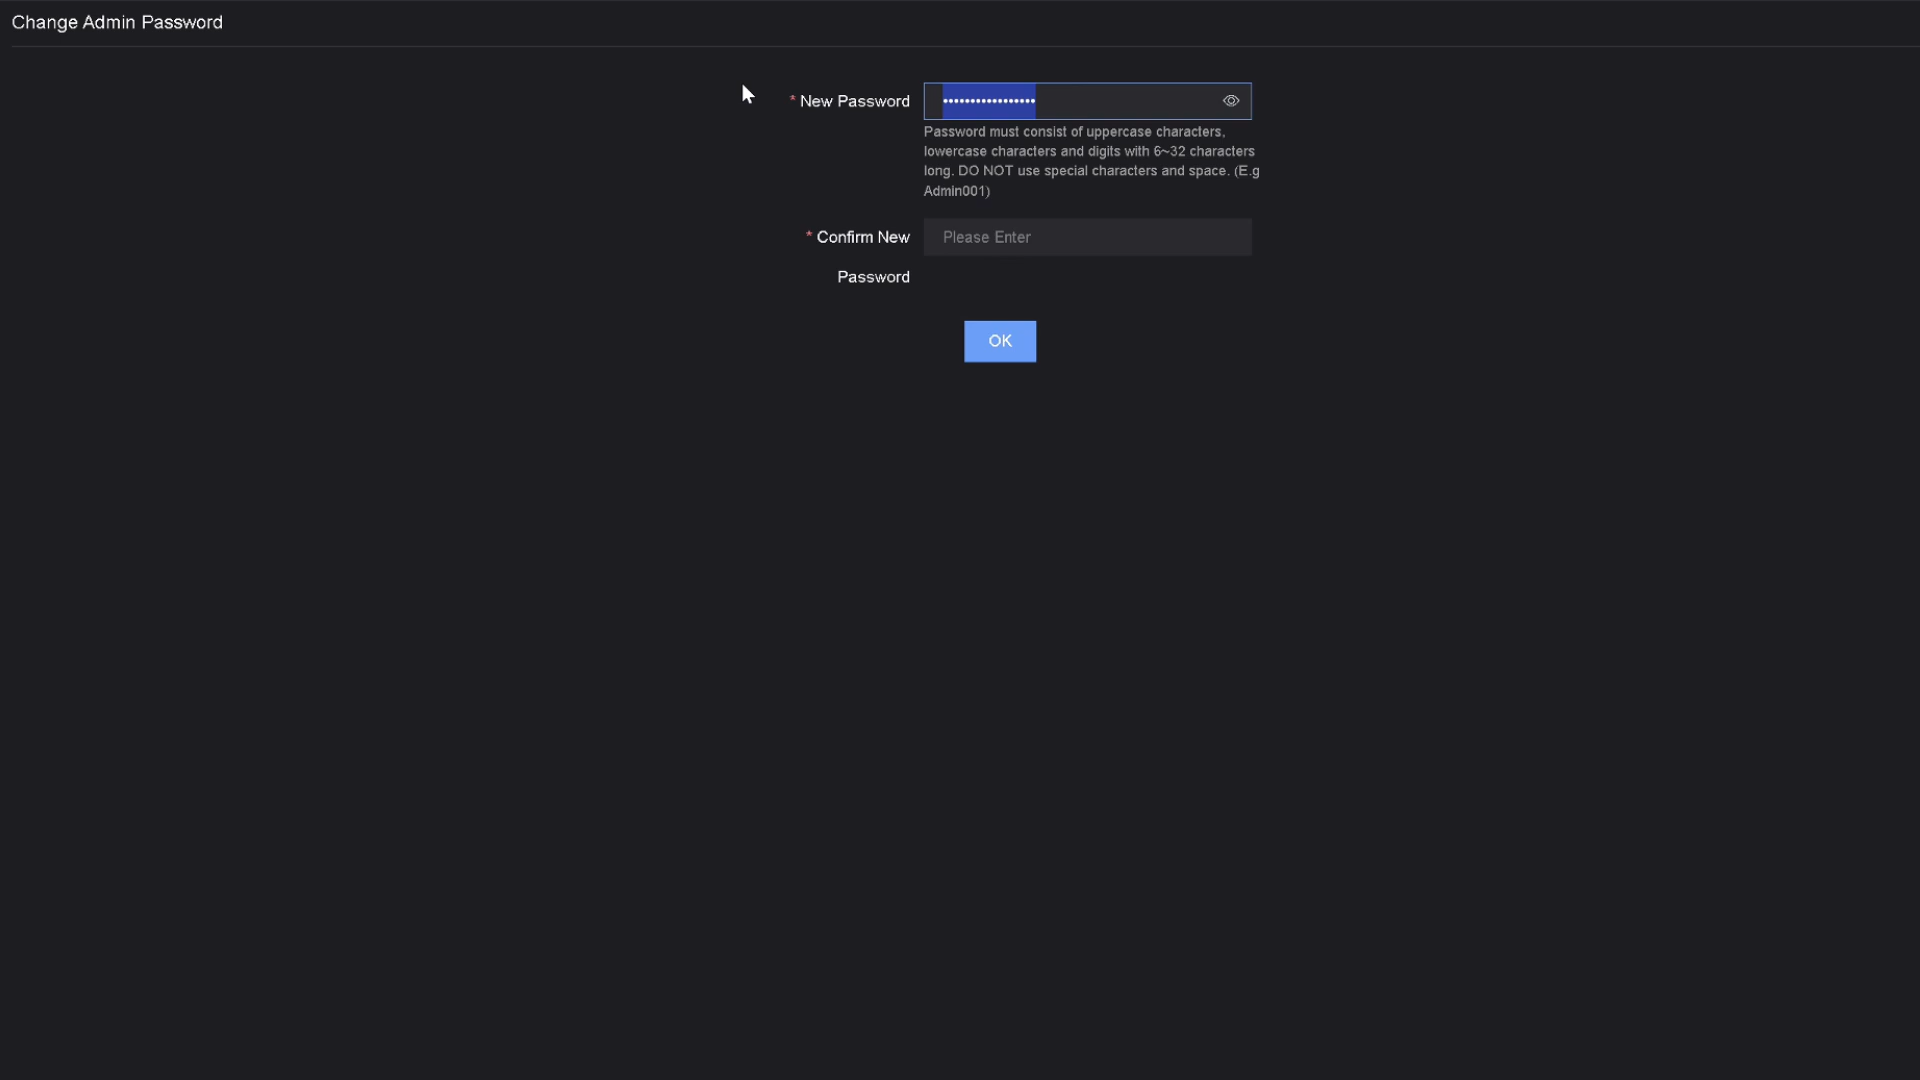 Change Admin Password
* New Password
•••••••••••••••••
Password must consist of uppercase characters,
lowercase characters and digits with 6~32 characters
long. DO NOT use special characters and space. (E.g
Admin001)
* Confirm New
Password
Please Enter
OK